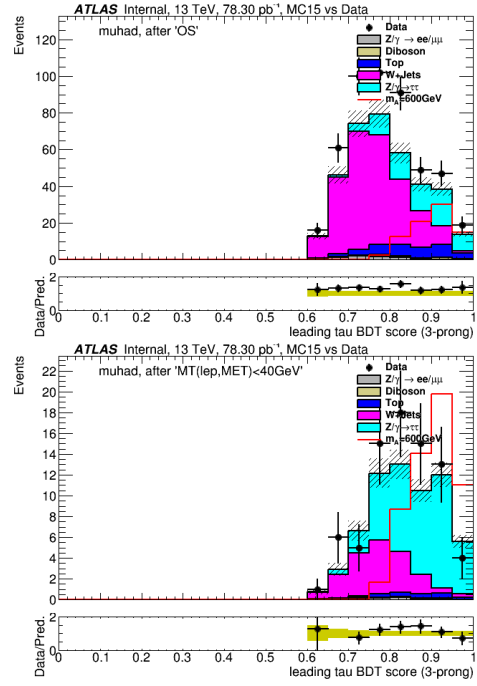 ATLAS Internal, 13 TeV, 78.30 pb⁻¹, MC15 vs Data
Events
muhad, after 'OS'
Data
Z/γ → ee/μμ
Diboson
Top
W+Jets
Z/γ→ττ
m_A=600GeV
120
100
80
60
40
20
0
Data/Pred.
2
1
0
0 0.1 0.2 0.3 0.4 0.5 0.6 0.7 0.8 0.9 1
leading tau BDT score (3-prong)
ATLAS Internal, 13 TeV, 78.30 pb⁻¹, MC15 vs Data
Events
muhad, after 'MT(lep,MET)<40GeV'
Data
Z/γ → ee/μμ
Diboson
Top
W+Jets
Z/γ→ττ
m_A=600GeV
22
20
18
16
14
12
10
8
6
4
2
0
Data/Pred.
2
1
0
0 0.1 0.2 0.3 0.4 0.5 0.6 0.7 0.8 0.9 1
leading tau BDT score (3-prong)